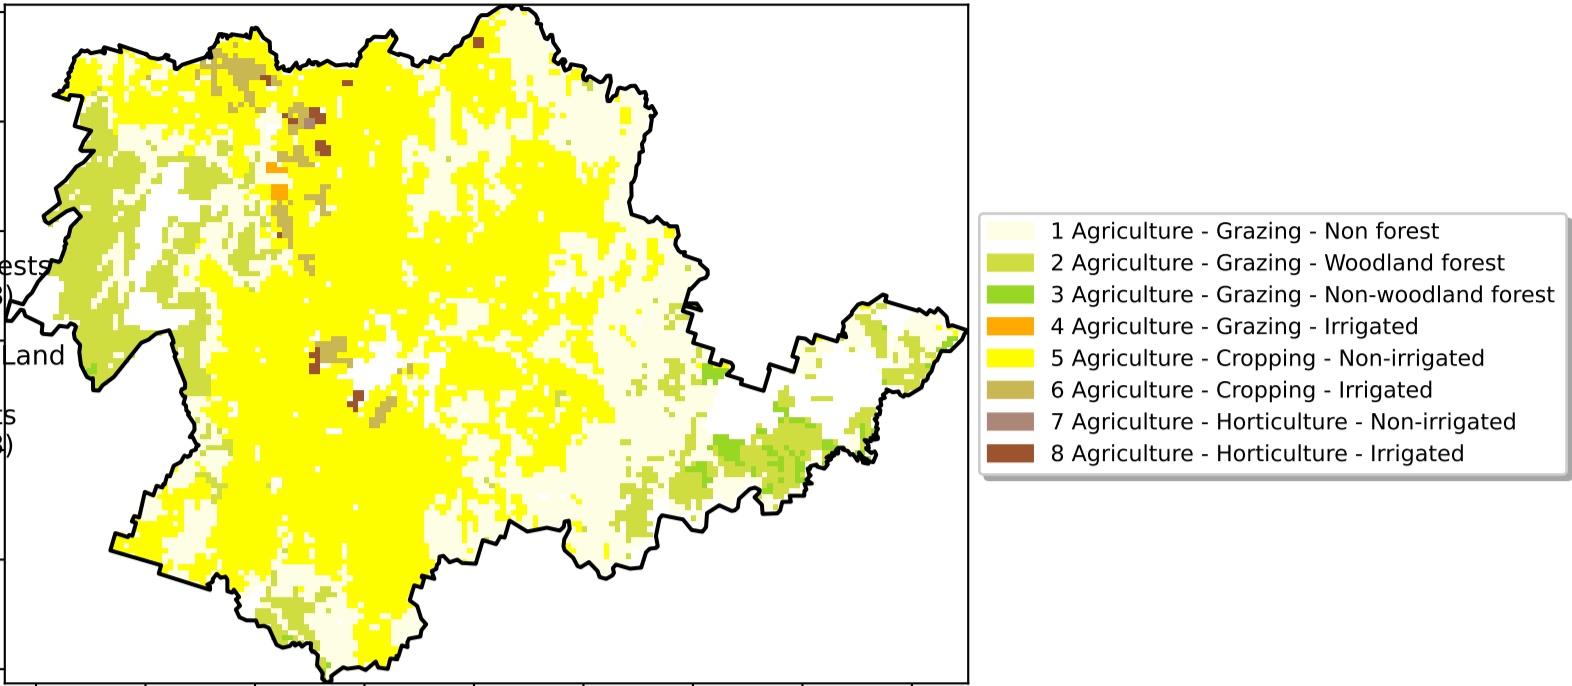 ests
)
Land
ts
)
1 Agriculture - Grazing - Non forest
2 Agriculture - Grazing - Woodland forest
3 Agriculture - Grazing - Non-woodland forest
4 Agriculture - Grazing - Irrigated
5 Agriculture - Cropping - Non-irrigated
6 Agriculture - Cropping - Irrigated
7 Agriculture - Horticulture - Non-irrigated
8 Agriculture - Horticulture - Irrigated